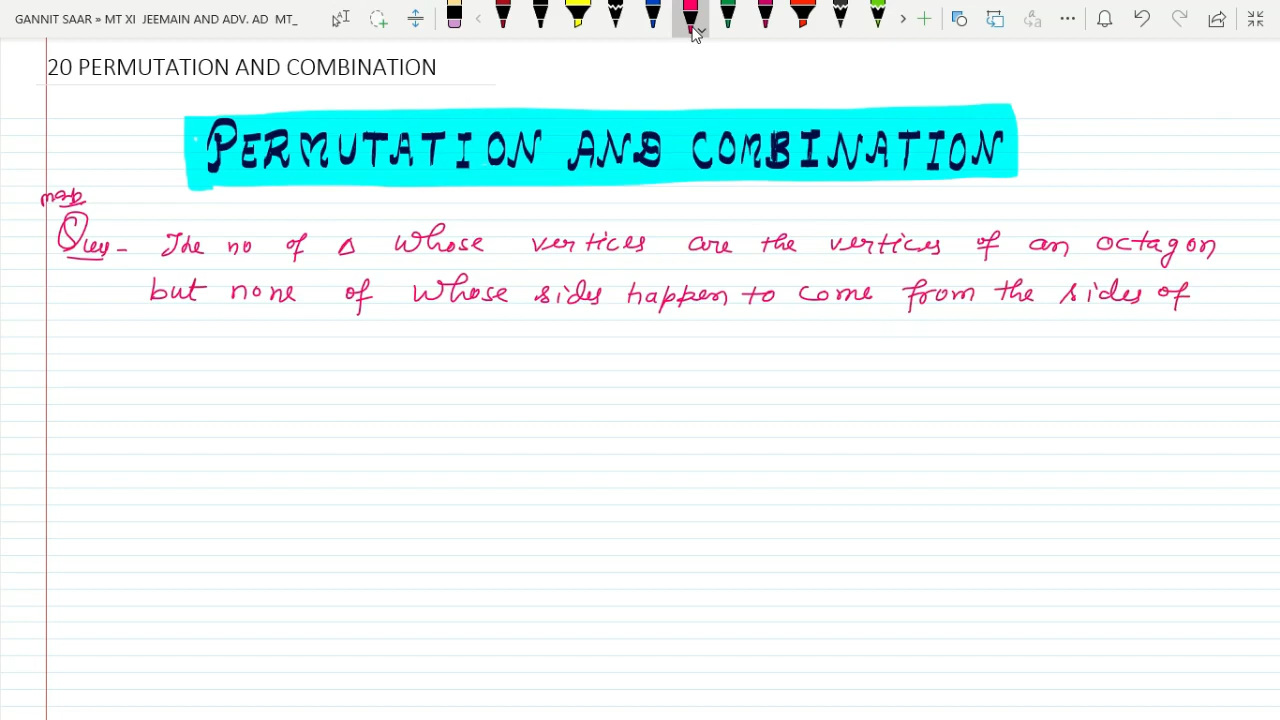 GANNIT SAAR » MT XI JEEMAIN AND ADV. AD MT_
20 PERMUTATION AND COMBINATION
PERMUTATION AND COMBINATION
Ques- The no of Δ whose vertices are the vertices of an octagon
but none of whose sides happen to come from the sides of